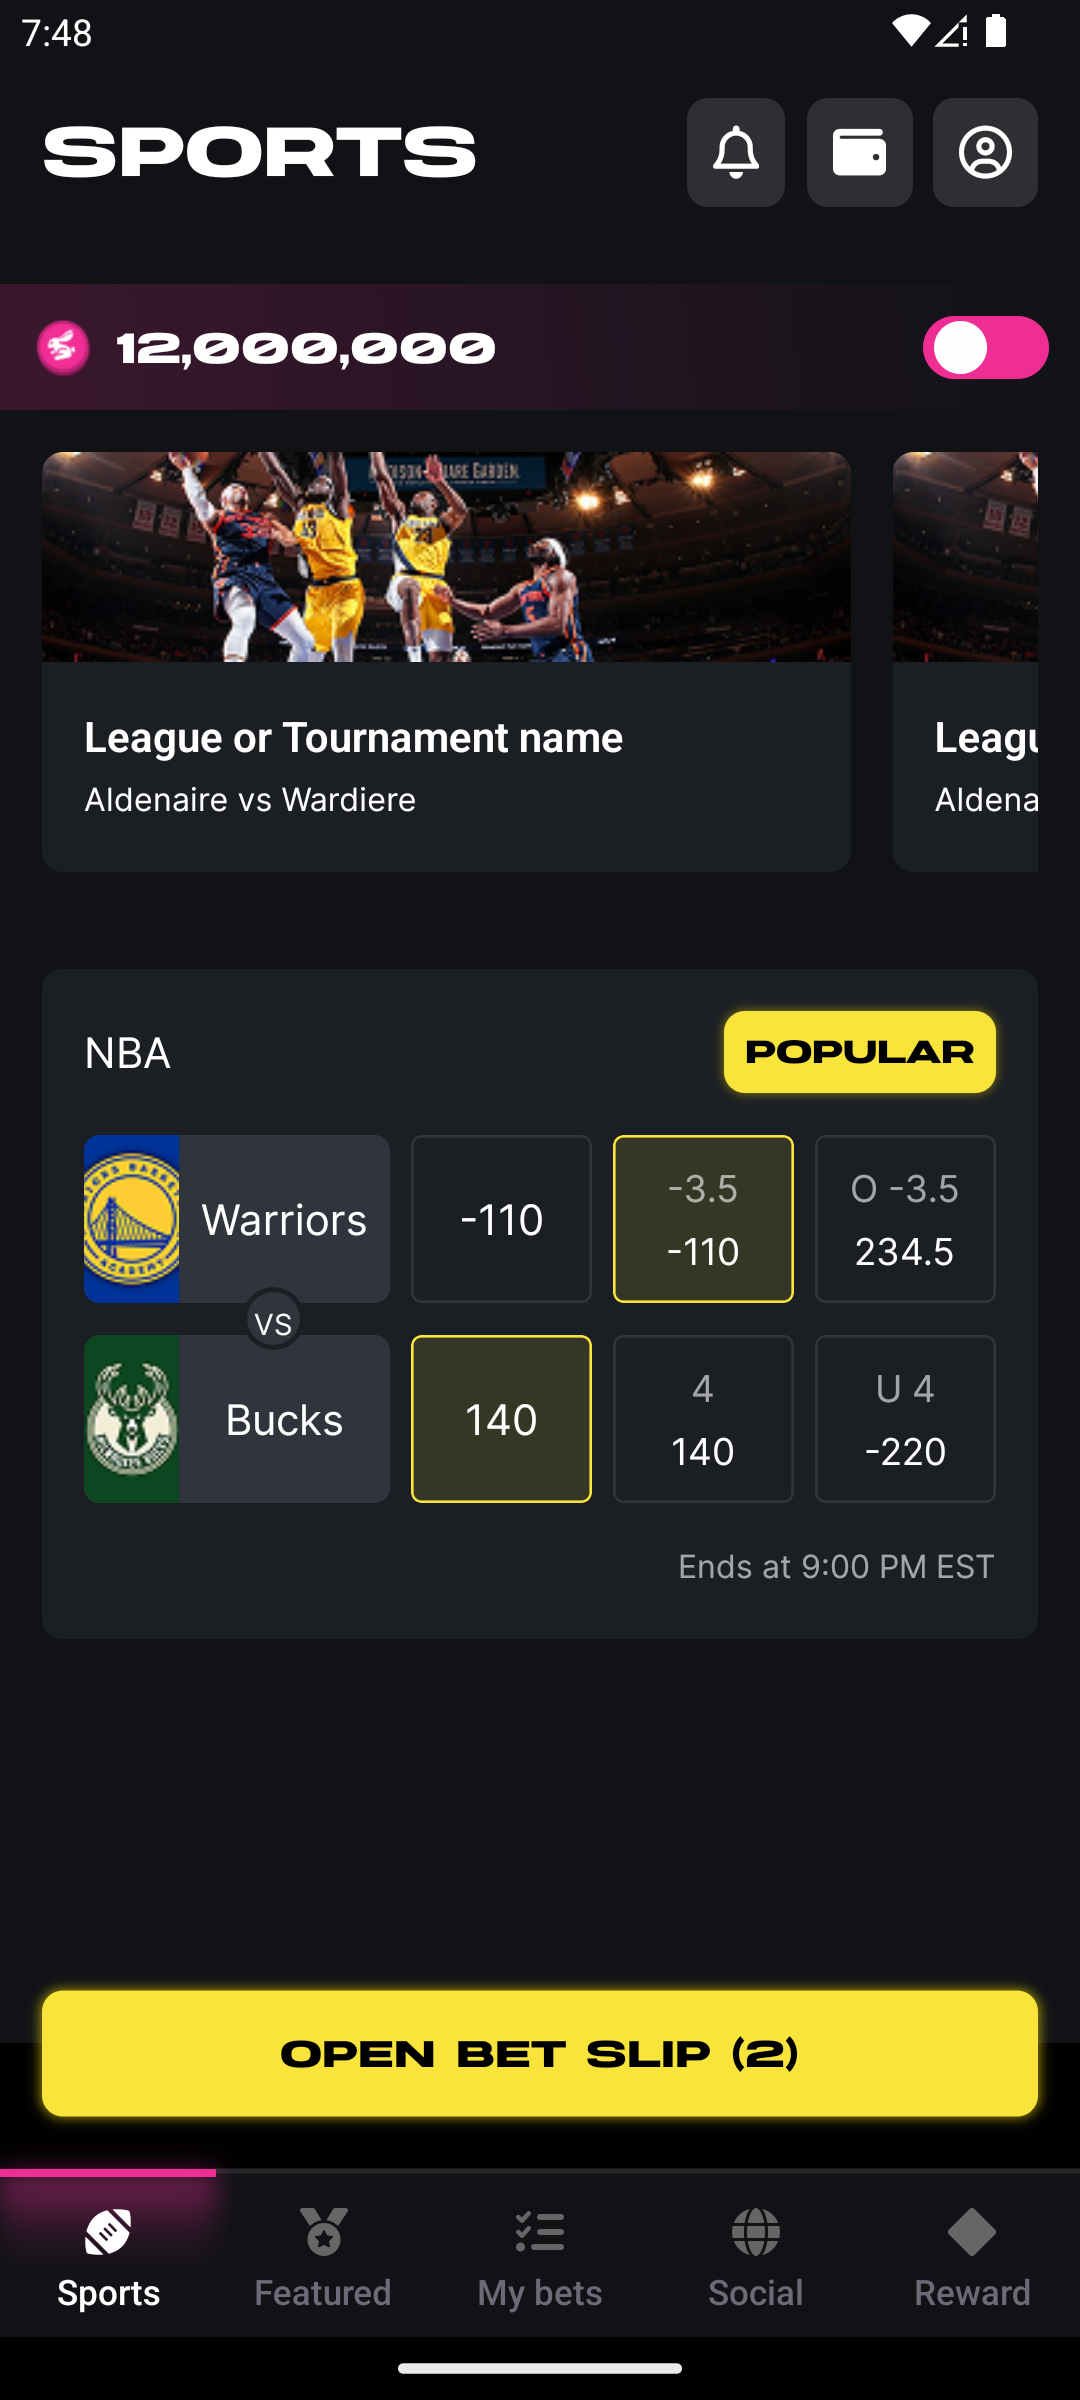 7:48
SPORTS
12,000,000
League or Tournament name
Aldenaire vs Wardiere
Leagu
Aldena
NBA
POPULAR
Warriors
-110
-3.5
-110
O -3.5
234.5
VS
Bucks
140
4
140
U 4
-220
Ends at 9:00 PM EST
OPEN BET SLIP (2)
Sports
Featured
My bets
Social
Reward